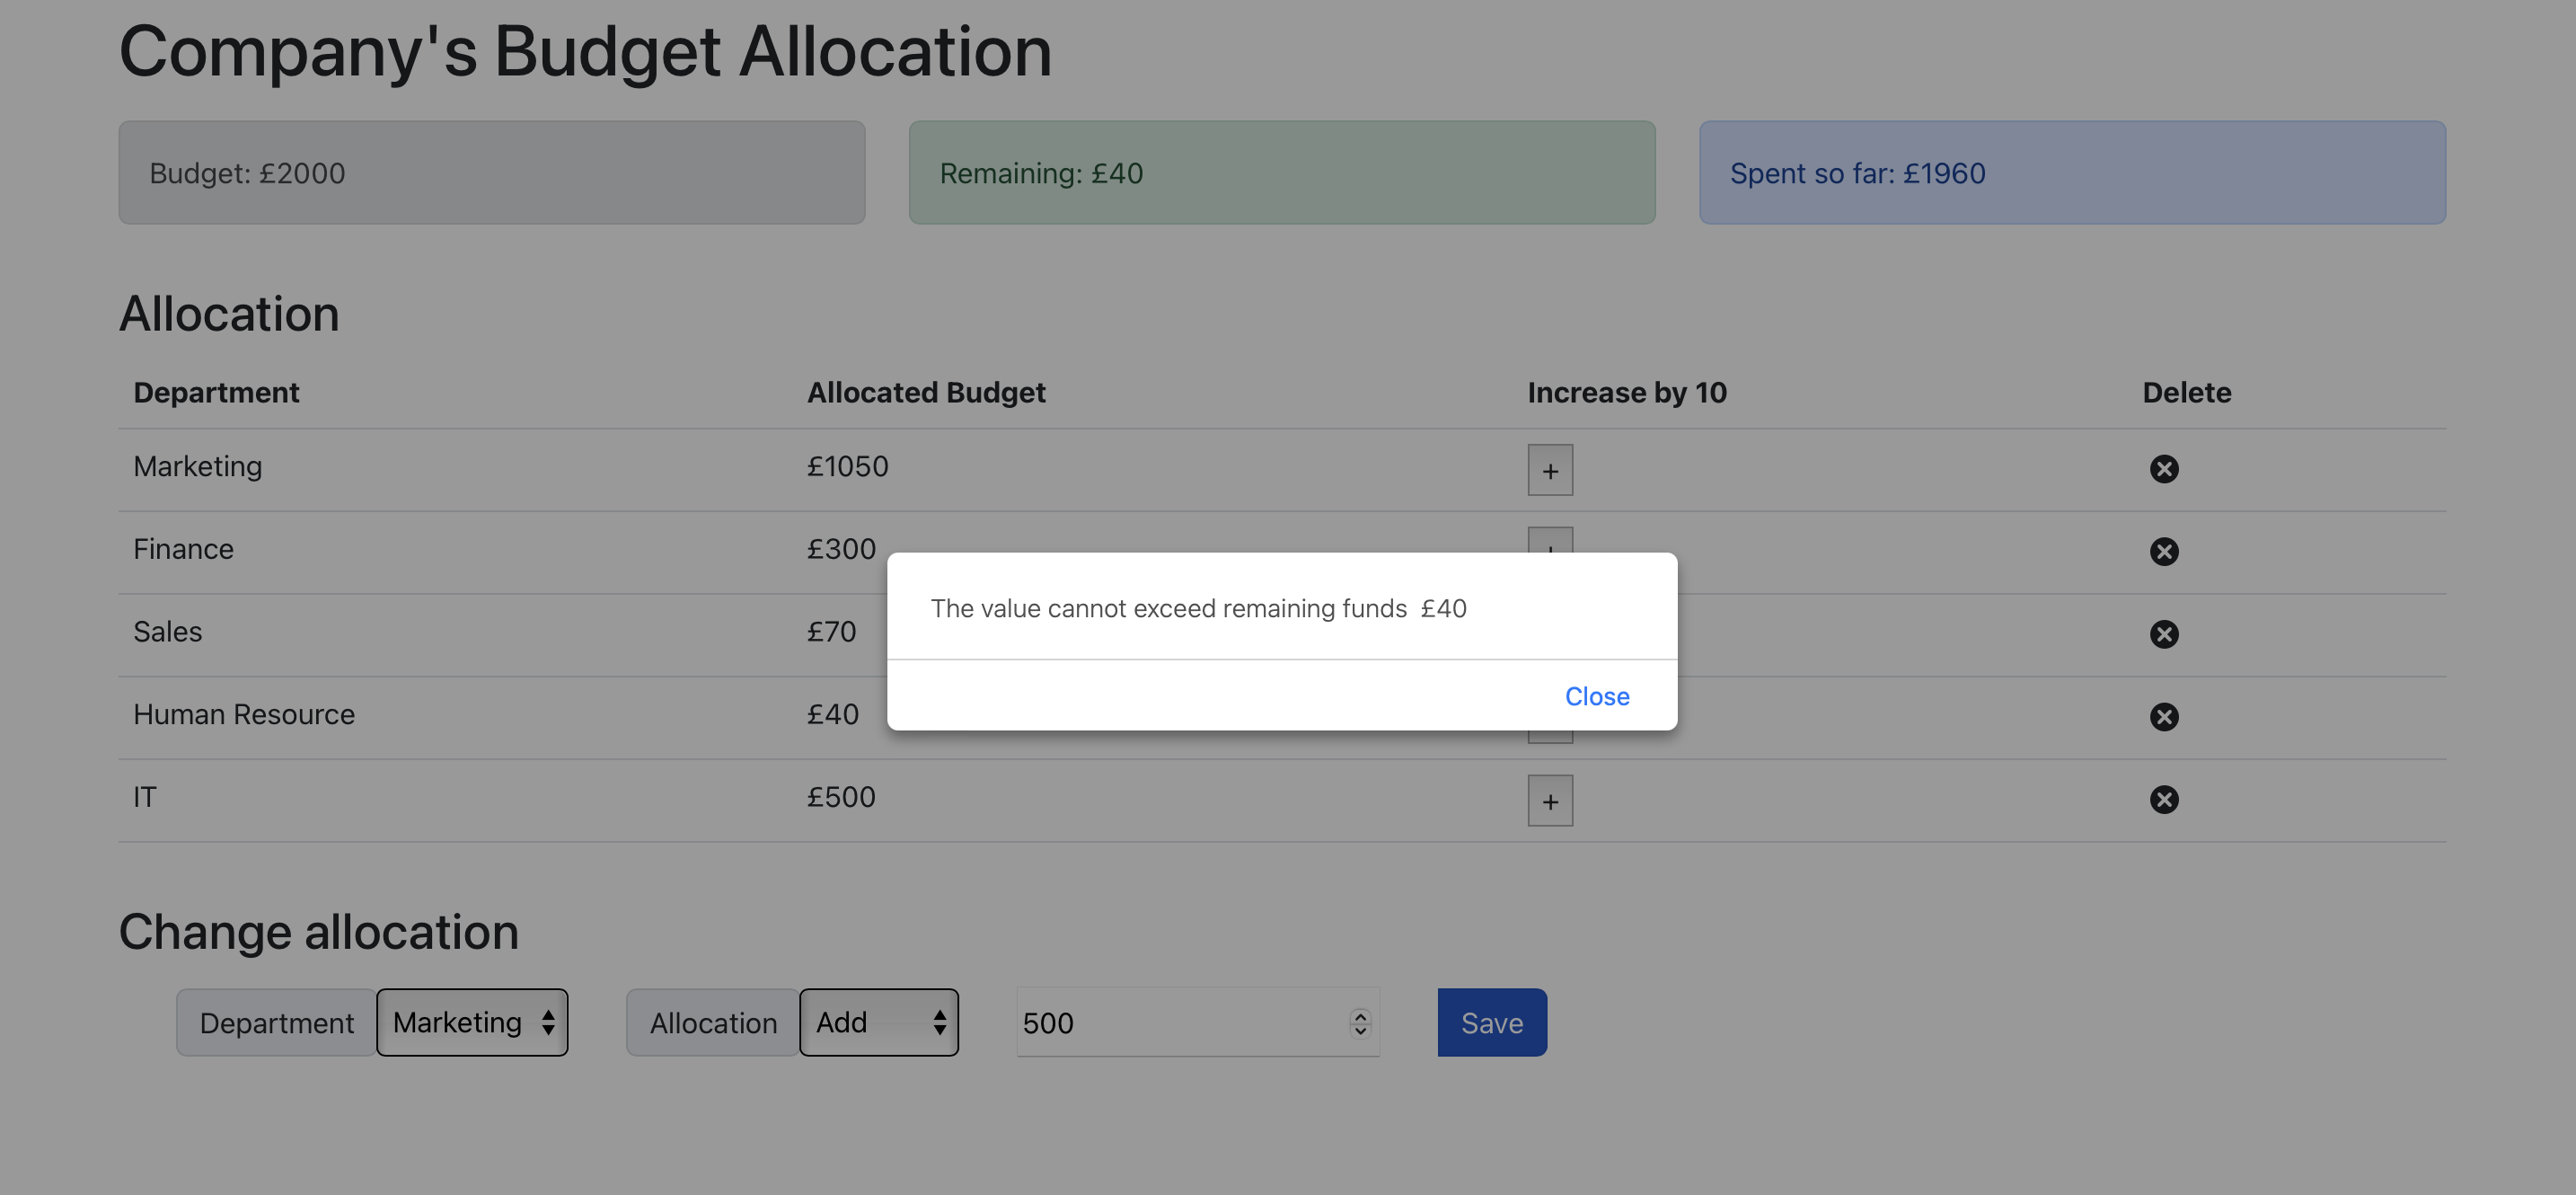 Company's Budget Allocation
Budget: £2000 Remaining: £40 Spent so far: £1960
Allocation
Department Allocated Budget Increase by 10 Delete
Marketing £1050 +
Finance £300
The value cannot exceed remaining funds £40
Sales £70
Close
Human Resource £40
IT £500 +
Change allocation
Department Marketing Allocation Add 500 Save